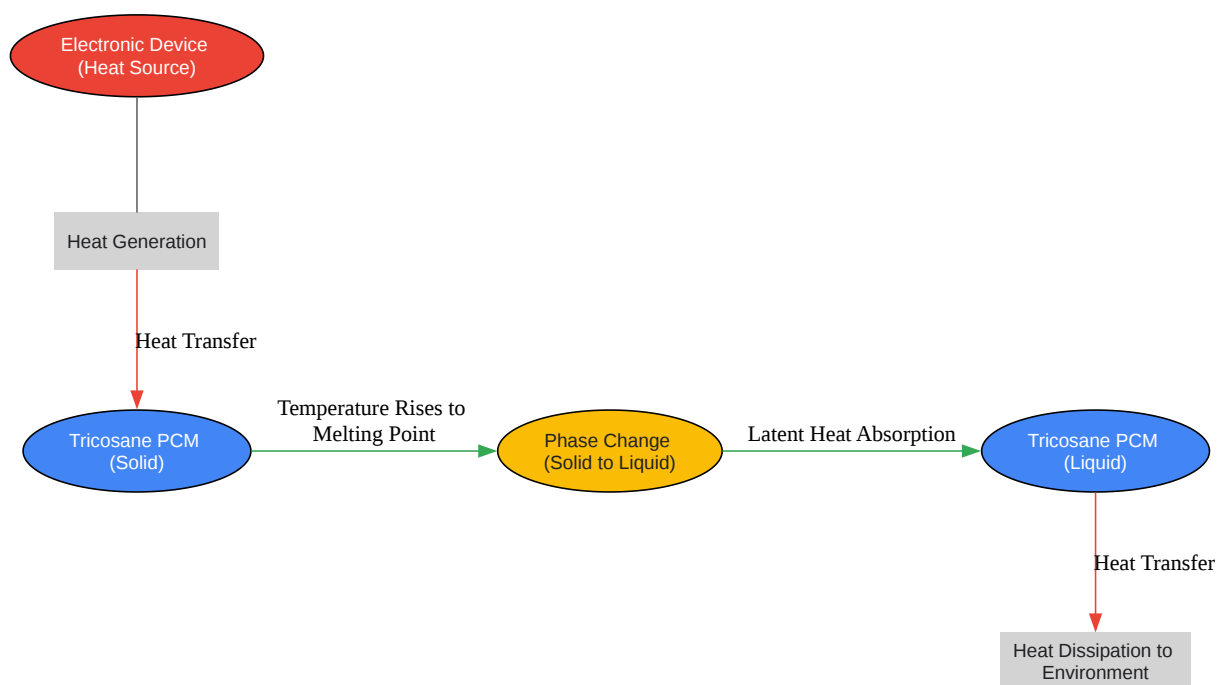 Electronic Device
(Heat Source)
Heat Generation
Heat Transfer
Tricosane PCM
(Solid)
Temperature Rises to
Melting Point
Phase Change
(Solid to Liquid)
Latent Heat Absorption
Tricosane PCM
(Liquid)
Heat Transfer
Heat Dissipation to
Environment